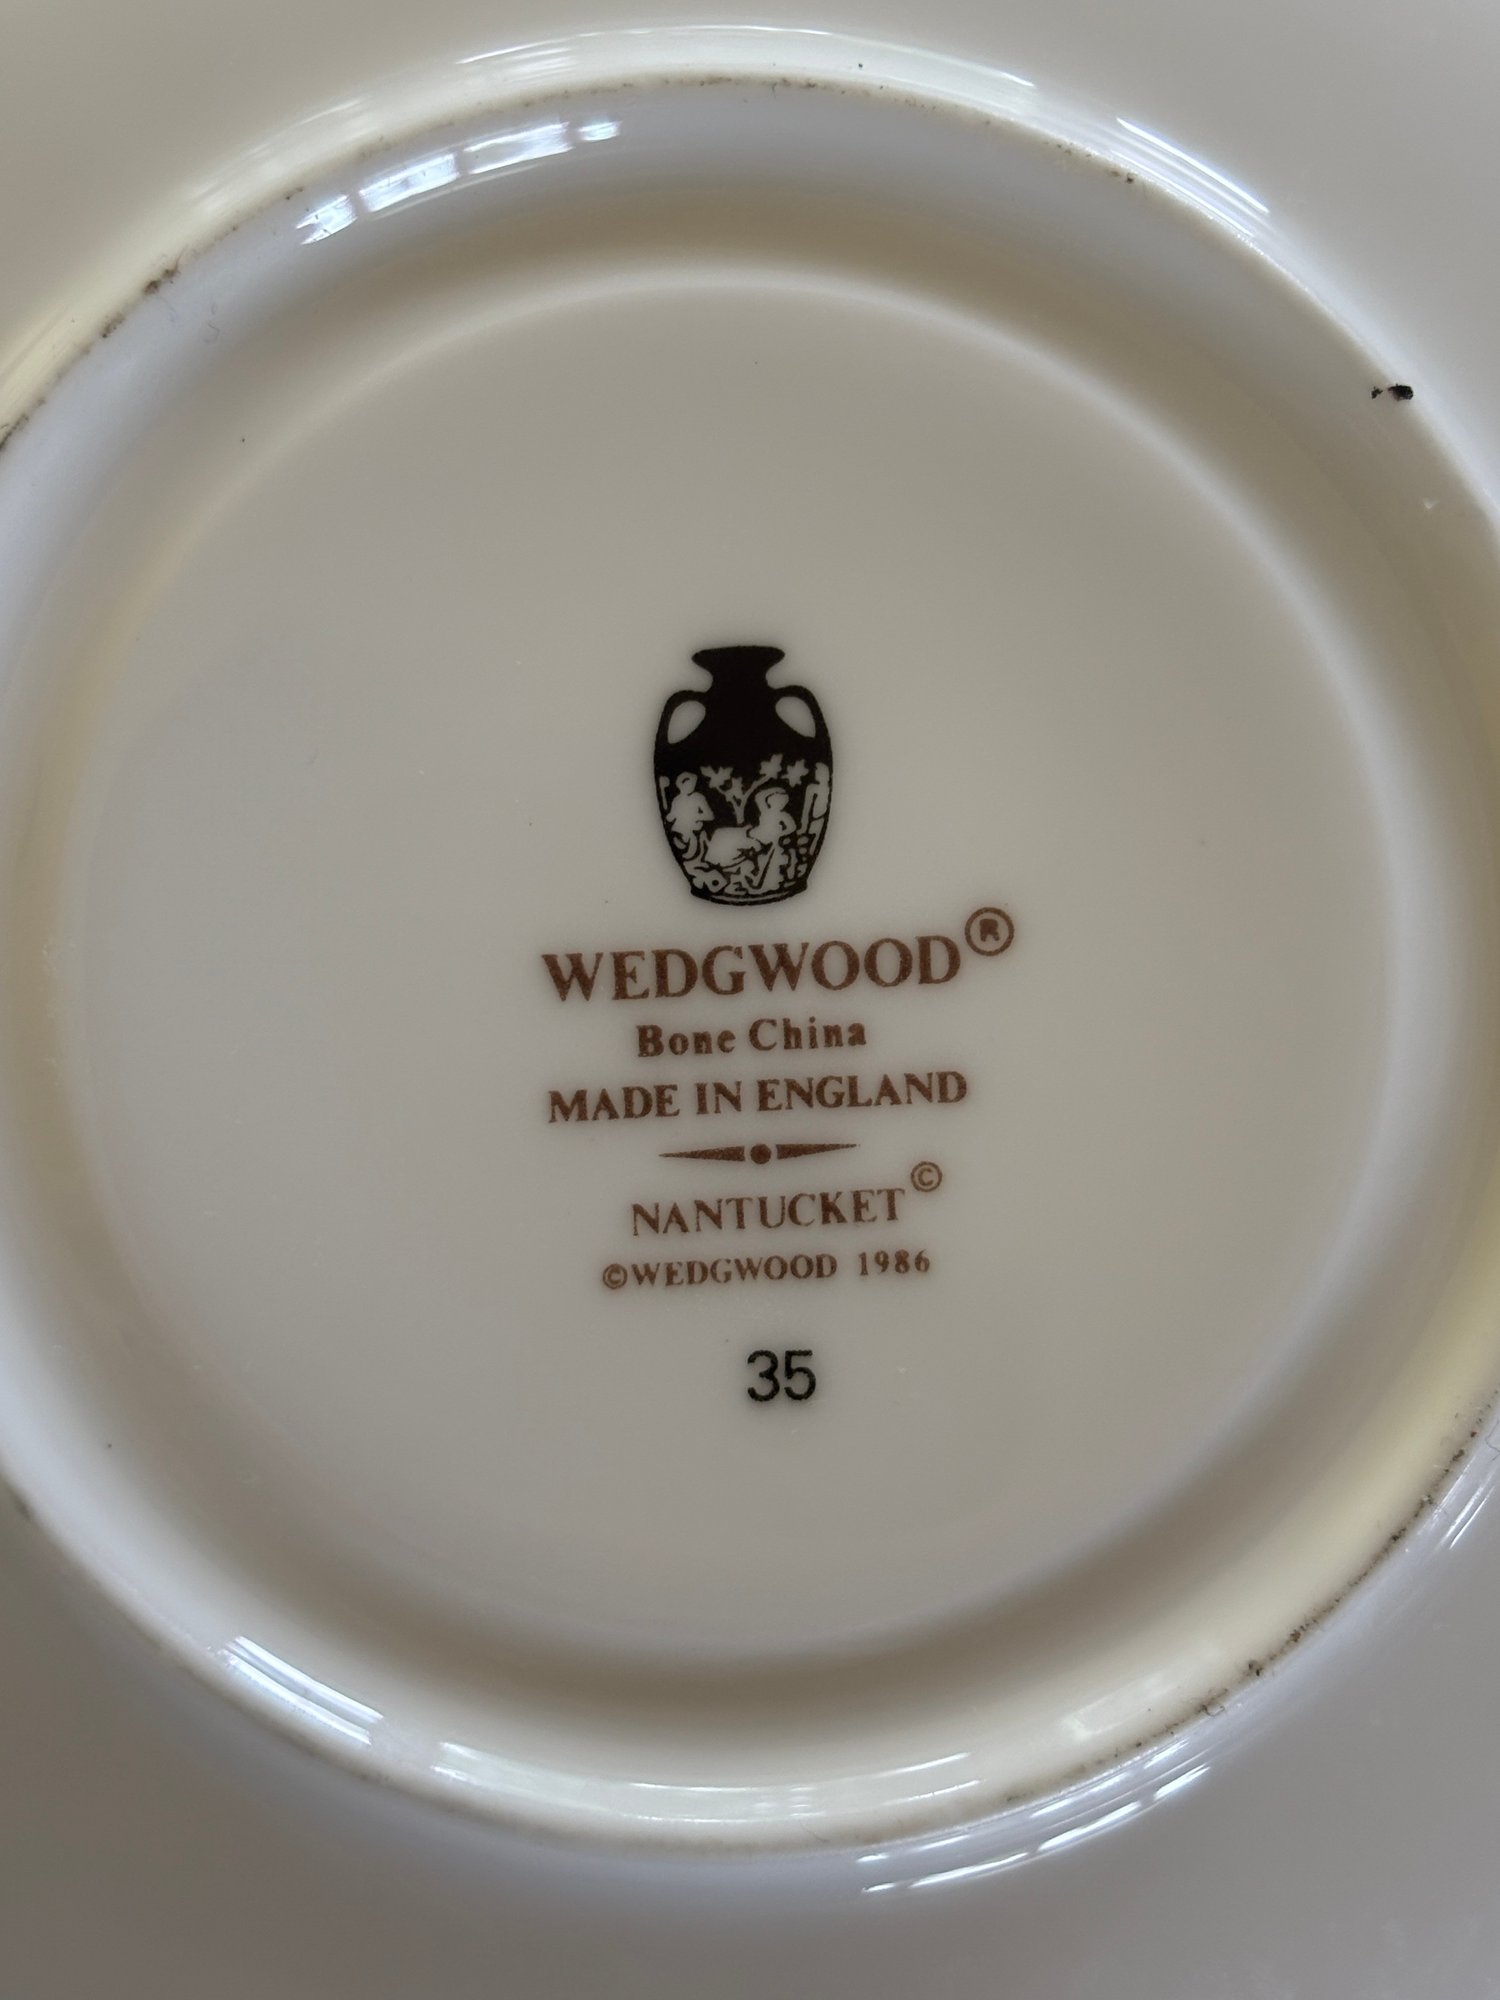 WEDGWOOD®
Bone China
MADE IN ENGLAND
NANTUCKET©
©WEDGWOOD 1986
35